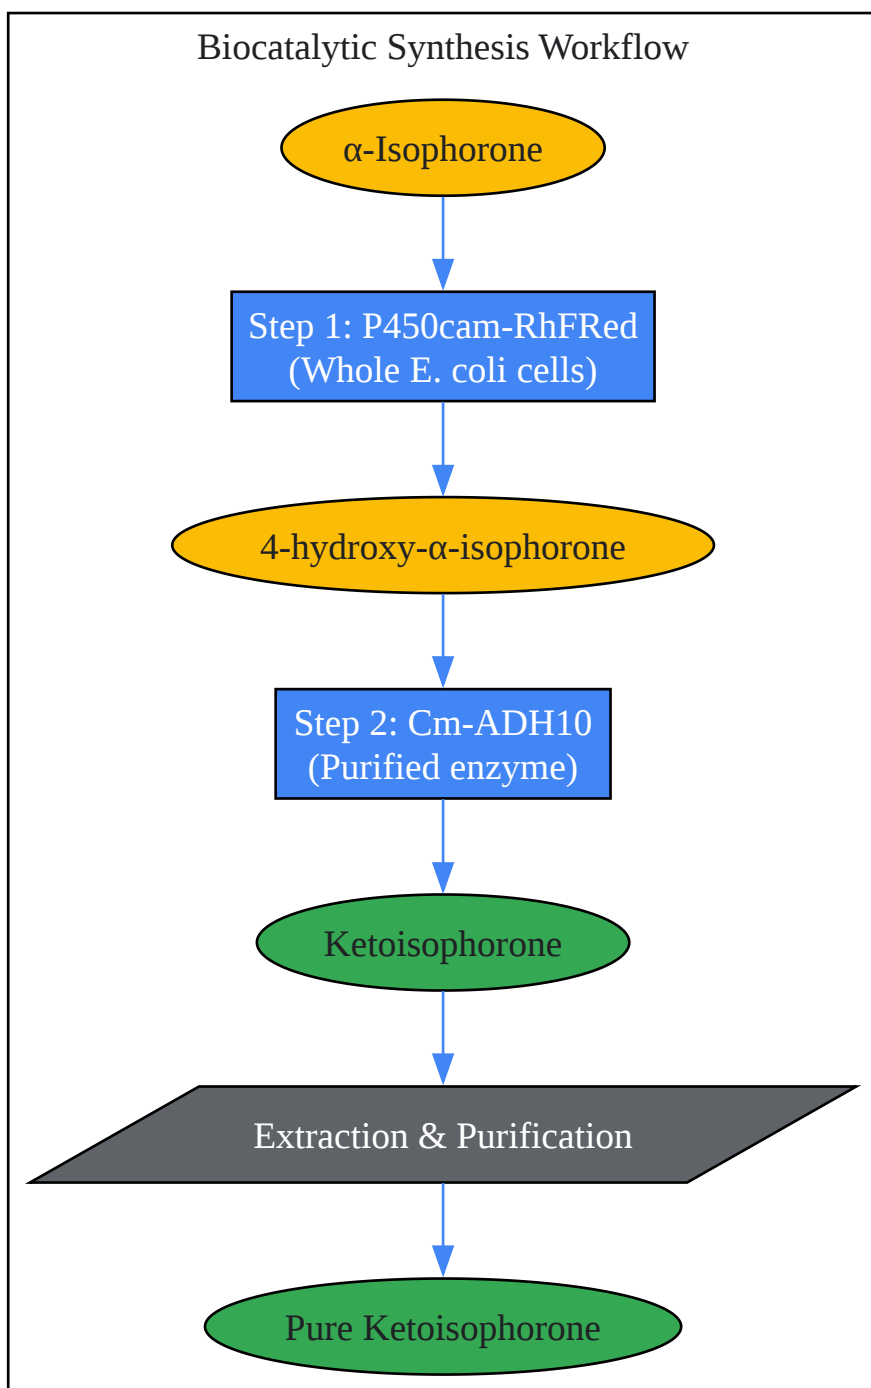 Biocatalytic Synthesis Workflow
α-Isophorone
Step 1: P450cam-RhFRed
(Whole E. coli cells)
4-hydroxy-α-isophorone
Step 2: Cm-ADH10
(Purified enzyme)
Ketoisophorone
Extraction & Purification
Pure Ketoisophorone